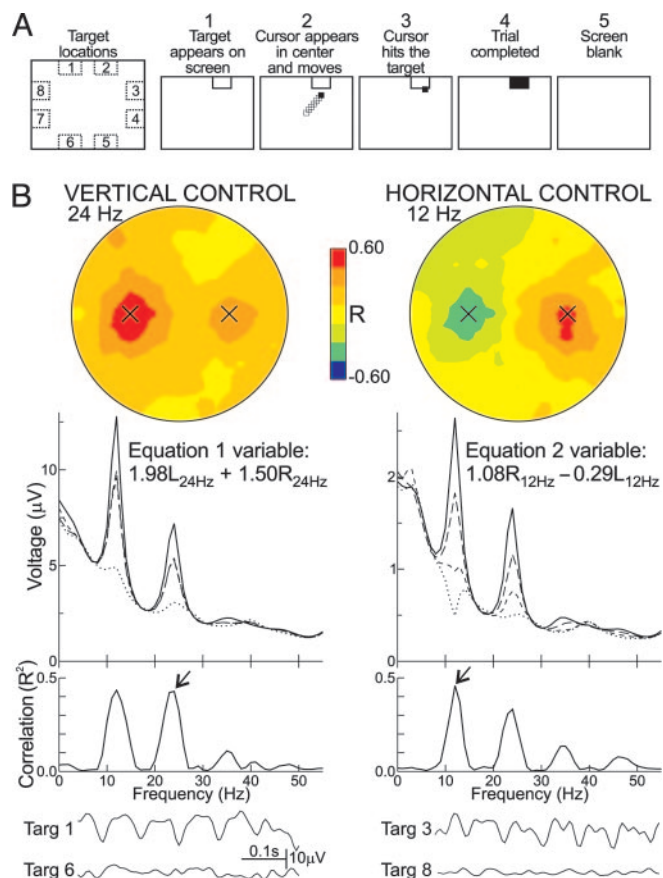 A
Target
locations
1
Target
appears on
screen
2
Cursor appears
in center
and moves
3
Cursor
hits the
target
4
Trial
completed
5
Screen
blank
1 2
8 3
7 4
6 5
B
VERTICAL CONTROL
24 Hz
HORIZONTAL CONTROL
12 Hz
0.60
R
-0.60
Equation 1 variable:
1.98L24Hz + 1.50R24Hz
Equation 2 variable:
1.08R12Hz – 0.29L12Hz
Voltage (µV)
10
5
0
2
1
0
Correlation (R²)
0.5
0.0
0 10 20 30 40 50
Frequency (Hz)
0.5
0.0
0 10 20 30 40 50
Frequency (Hz)
Targ 1
0.1s
10µV
Targ 6
Targ 3
Targ 8